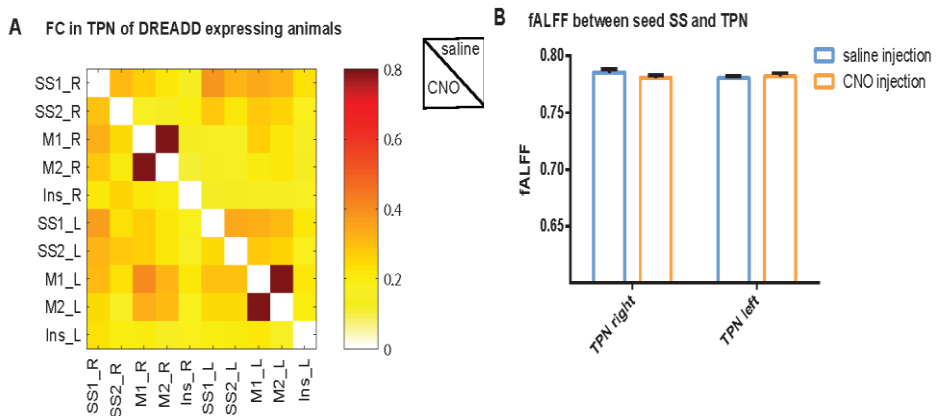 A FC in TPN of DREADD expressing animals
saline
CNO
SS1_R
SS2_R
M1_R
M2_R
Ins_R
SS1_L
SS2_L
M1_L
M2_L
Ins_L
SS1_R
SS2_R
M1_R
M2_R
Ins_R
SS1_L
SS2_L
M1_L
M2_L
Ins_L
0.8
0.6
0.4
0.2
0
B fALFF between seed SS and TPN
fALFF
0.80
0.75
0.70
0.65
TPN right
TPN left
saline injection
CNO injection